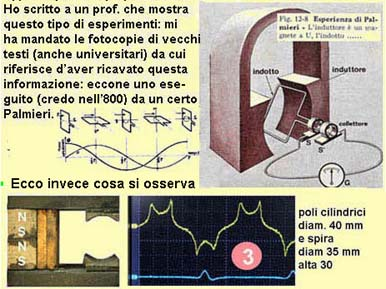 Ho scritto a un prof. che mostra
questo tipo di esperimenti: mi
ha mandato le fotocopie di vecchi
testi (anche universitari) da cui
riferisce d'aver ricavato questa
informazione: eccone uno ese-
guito (credo nell'800) da un certo
Palmieri.
Fig. 12-8 Esperienza di Pal-
mieri - L'induttore è un ma-
gnete a U, l'indotto ......
indotto
induttore
collettore
S
S'
G
Ecco invece cosa si osserva
N
S
N
S
3
poli cilindrici
diam. 40 mm
e spira
diam 35 mm
alta 30